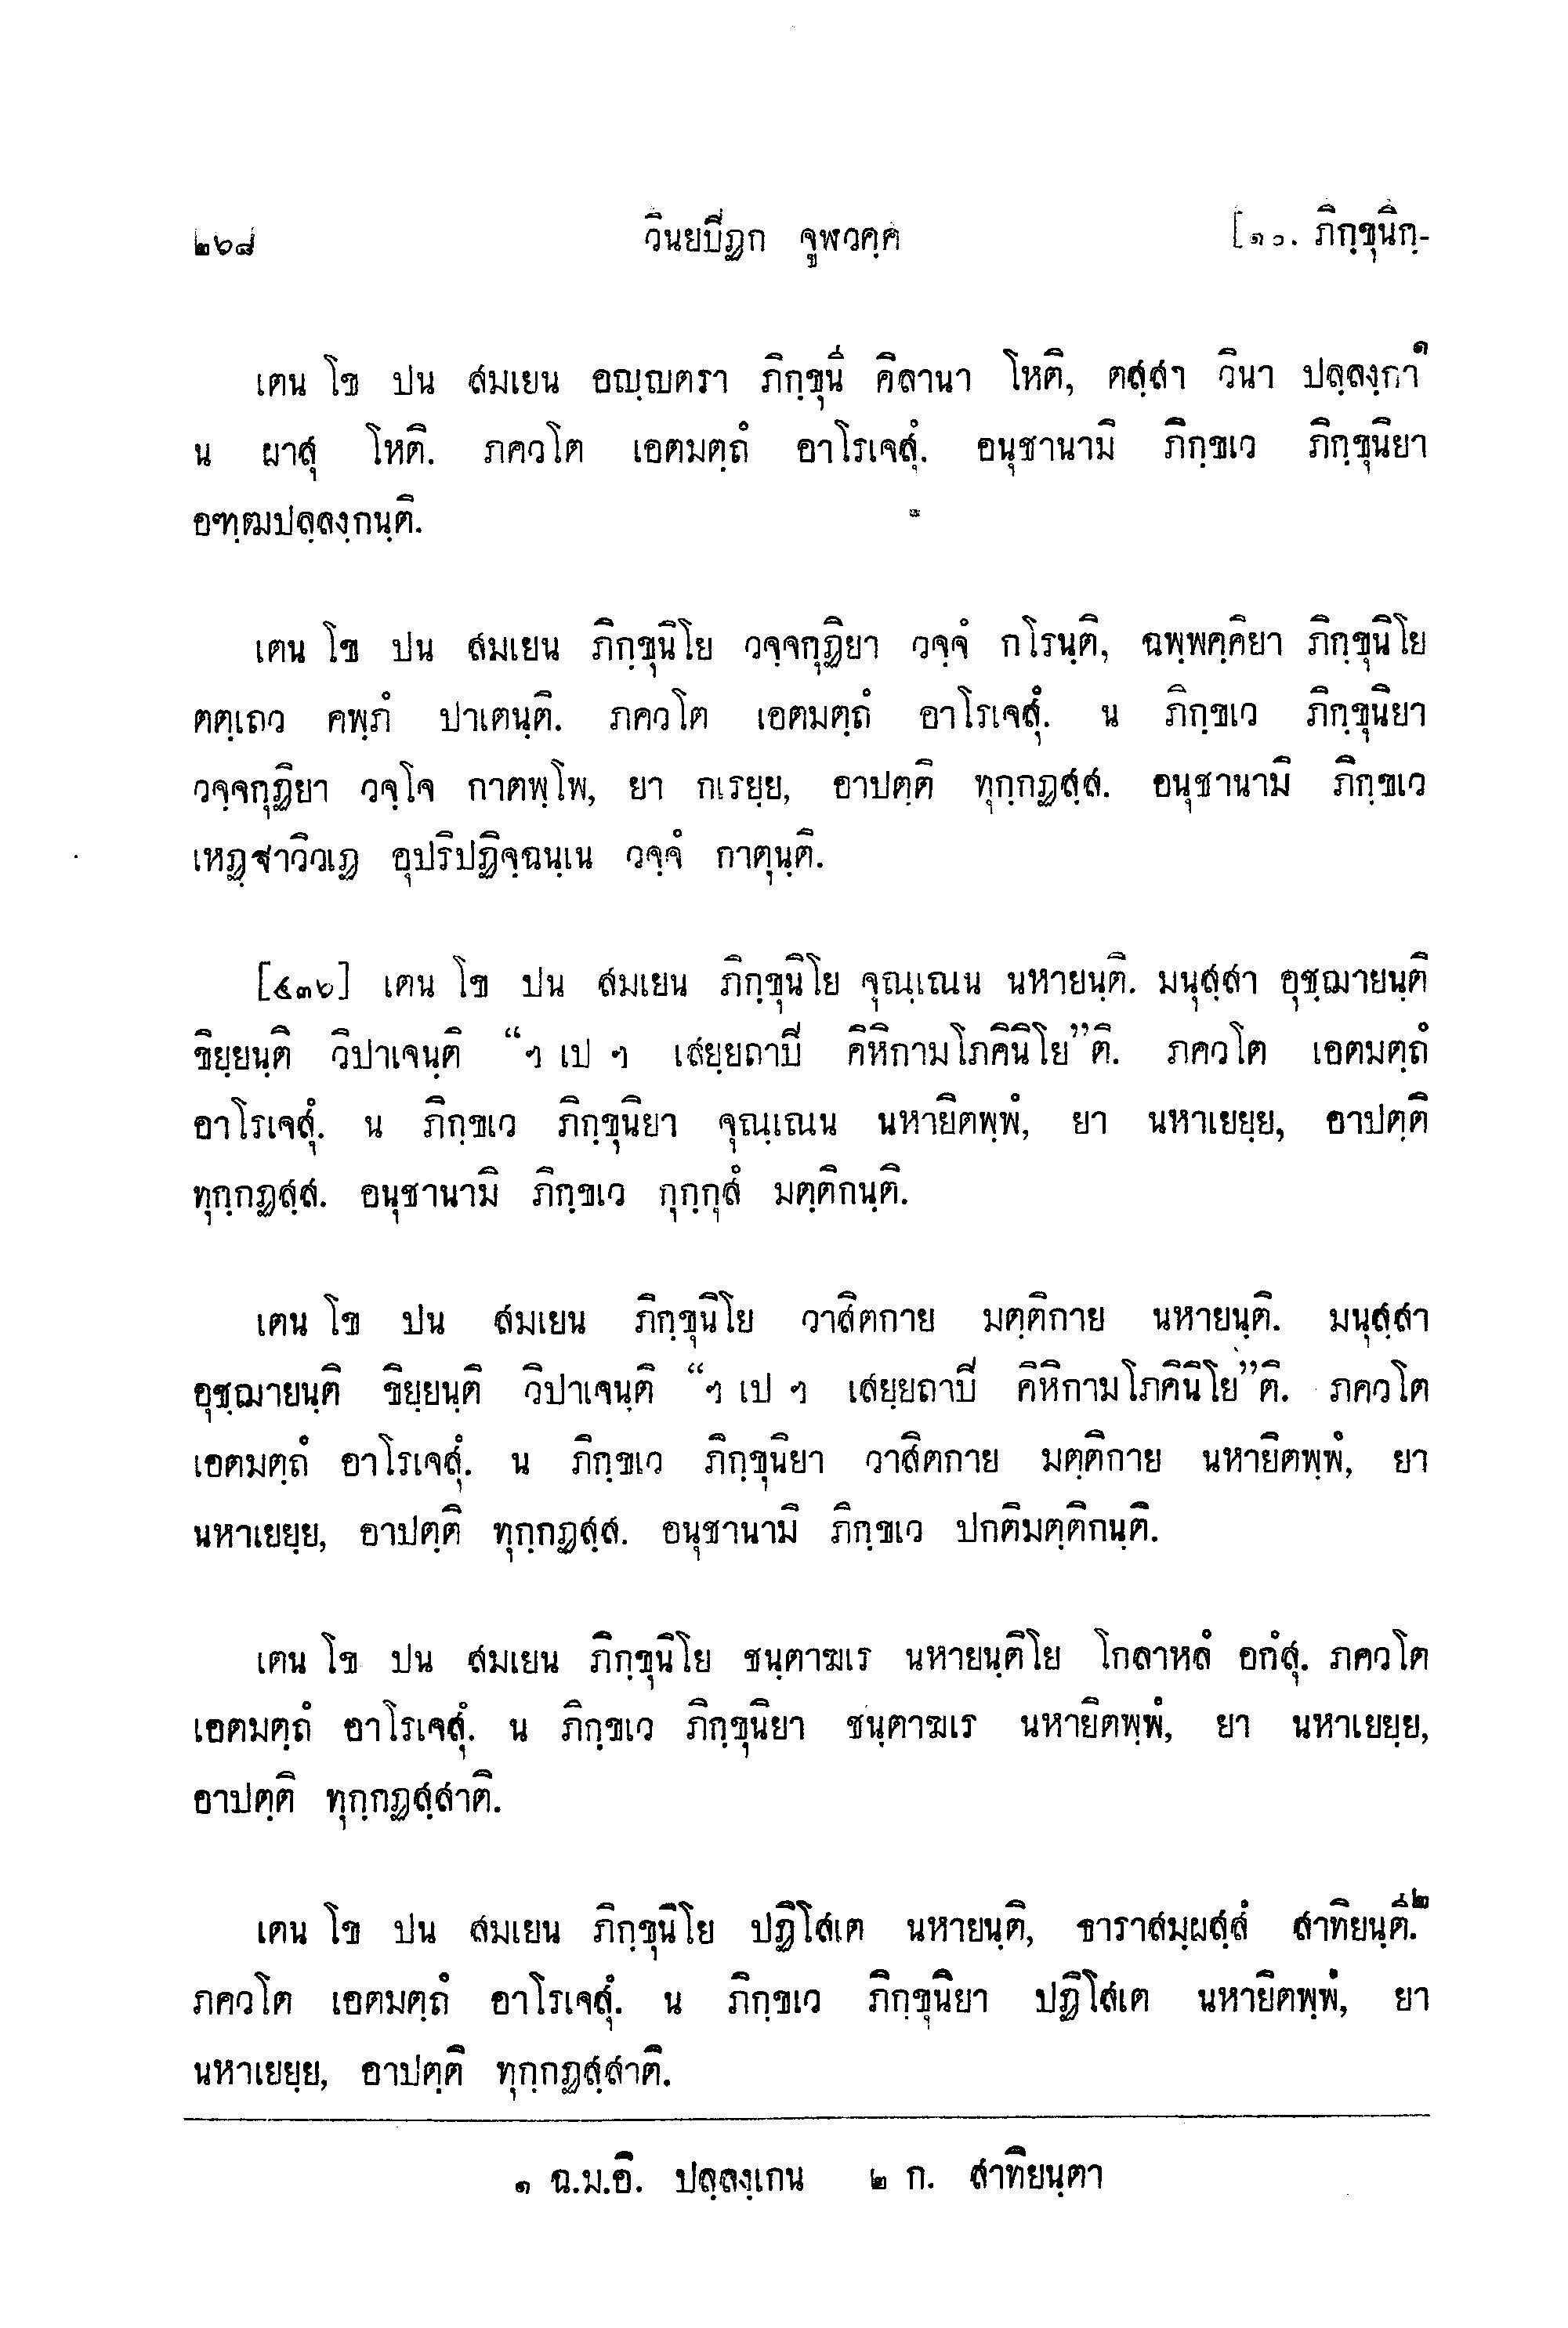 ๒๖๘ วินยปิฏก จูฬวคฺค [๑๐. ภิกฺขุนิกฺ-
เตน โข ปน สมเยน อญฺญตรา ภิกฺขุนี คิลานา โหติ, ตสฺสา วินา ปลฺลงฺกา๑
น ผาสุ โหติ. ภควโต เอตมตฺถํ อาโรเจสุํ. อนุชานามิ ภิกฺขเว ภิกฺขุนิยา
อฑฺฒปลฺลงฺกนฺติ.
เตน โข ปน สมเยน ภิกฺขุนิโย วจฺจกุฏิยา วจฺจํ กโรนฺติ, ฉพฺพคฺคิยา ภิกฺขุนิโย
ตตฺเถว คพฺภํ ปาเตนฺติ. ภควโต เอตมตฺถํ อาโรเจสุํ. น ภิกฺขเว ภิกฺขุนิยา
วจฺจกุฏิยา วจฺโจ กาตพฺโพ, ยา กเรยฺย, อาปตฺติ ทุกฺกฏสฺส. อนุชานามิ ภิกฺขเว
เหฏฺฐาวิวเฏ อุปริปฏิจฺฉนฺเน วจฺจํ กาตุนฺติ.
[๕๓๖] เตน โข ปน สมเยน ภิกฺขุนิโย จุณฺเณน นหายนฺติ. มนุสฺสา อุชฺฌายนฺติ
ขิยฺยนฺติ วิปาเจนฺติ “ฯ เป ฯ เสยฺยถาปิ คิหิกามโภคินิโย”ติ. ภควโต เอตมตฺถํ
อาโรเจสุํ. น ภิกฺขเว ภิกฺขุนิยา จุณฺเณน นหายิตพฺพํ, ยา นหาเยยฺย, อาปตฺติ
ทุกฺกฏสฺส. อนุชานามิ ภิกฺขเว กุกฺกุสํ มตฺติกนฺติ.
เตน โข ปน สมเยน ภิกฺขุนิโย วาสิตกาย มตฺติกาย นหายนฺติ. มนุสฺสา
อุชฺฌายนฺติ ขิยฺยนฺติ วิปาเจนฺติ “ฯ เป ฯ เสยฺยถาปิ คิหิกามโภคินิโย”ติ. ภควโต
เอตมตฺถํ อาโรเจสุํ. น ภิกฺขเว ภิกฺขุนิยา วาสิตกาย มตฺติกาย นหายิตพฺพํ, ยา
นหาเยยฺย, อาปตฺติ ทุกฺกฏสฺส. อนุชานามิ ภิกฺขเว ปกติมตฺติกนฺติ.
เตน โข ปน สมเยน ภิกฺขุนิโย ชนฺตาฆเร นหายนฺติโย โกลาหลํ อกํสุ. ภควโต
เอตมตฺถํ อาโรเจสุํ. น ภิกฺขเว ภิกฺขุนิยา ชนฺตาฆเร นหายิตพฺพํ, ยา นหาเยยฺย,
อาปตฺติ ทุกฺกฏสฺสาติ.
เตน โข ปน สมเยน ภิกฺขุนิโย ปฏิโสเต นหายนฺติ, ธาราสมฺผสฺสํ สาทิยนฺติ.๒
ภควโต เอตมตฺถํ อาโรเจสุํ. น ภิกฺขเว ภิกฺขุนิยา ปฏิโสเต นหายิตพฺพํ, ยา
นหาเยยฺย, อาปตฺติ ทุกฺกฏสฺสาติ.
๑ ฉ.ม.อิ. ปลฺลงฺเกน ๒ ก. สาทิยนฺตา